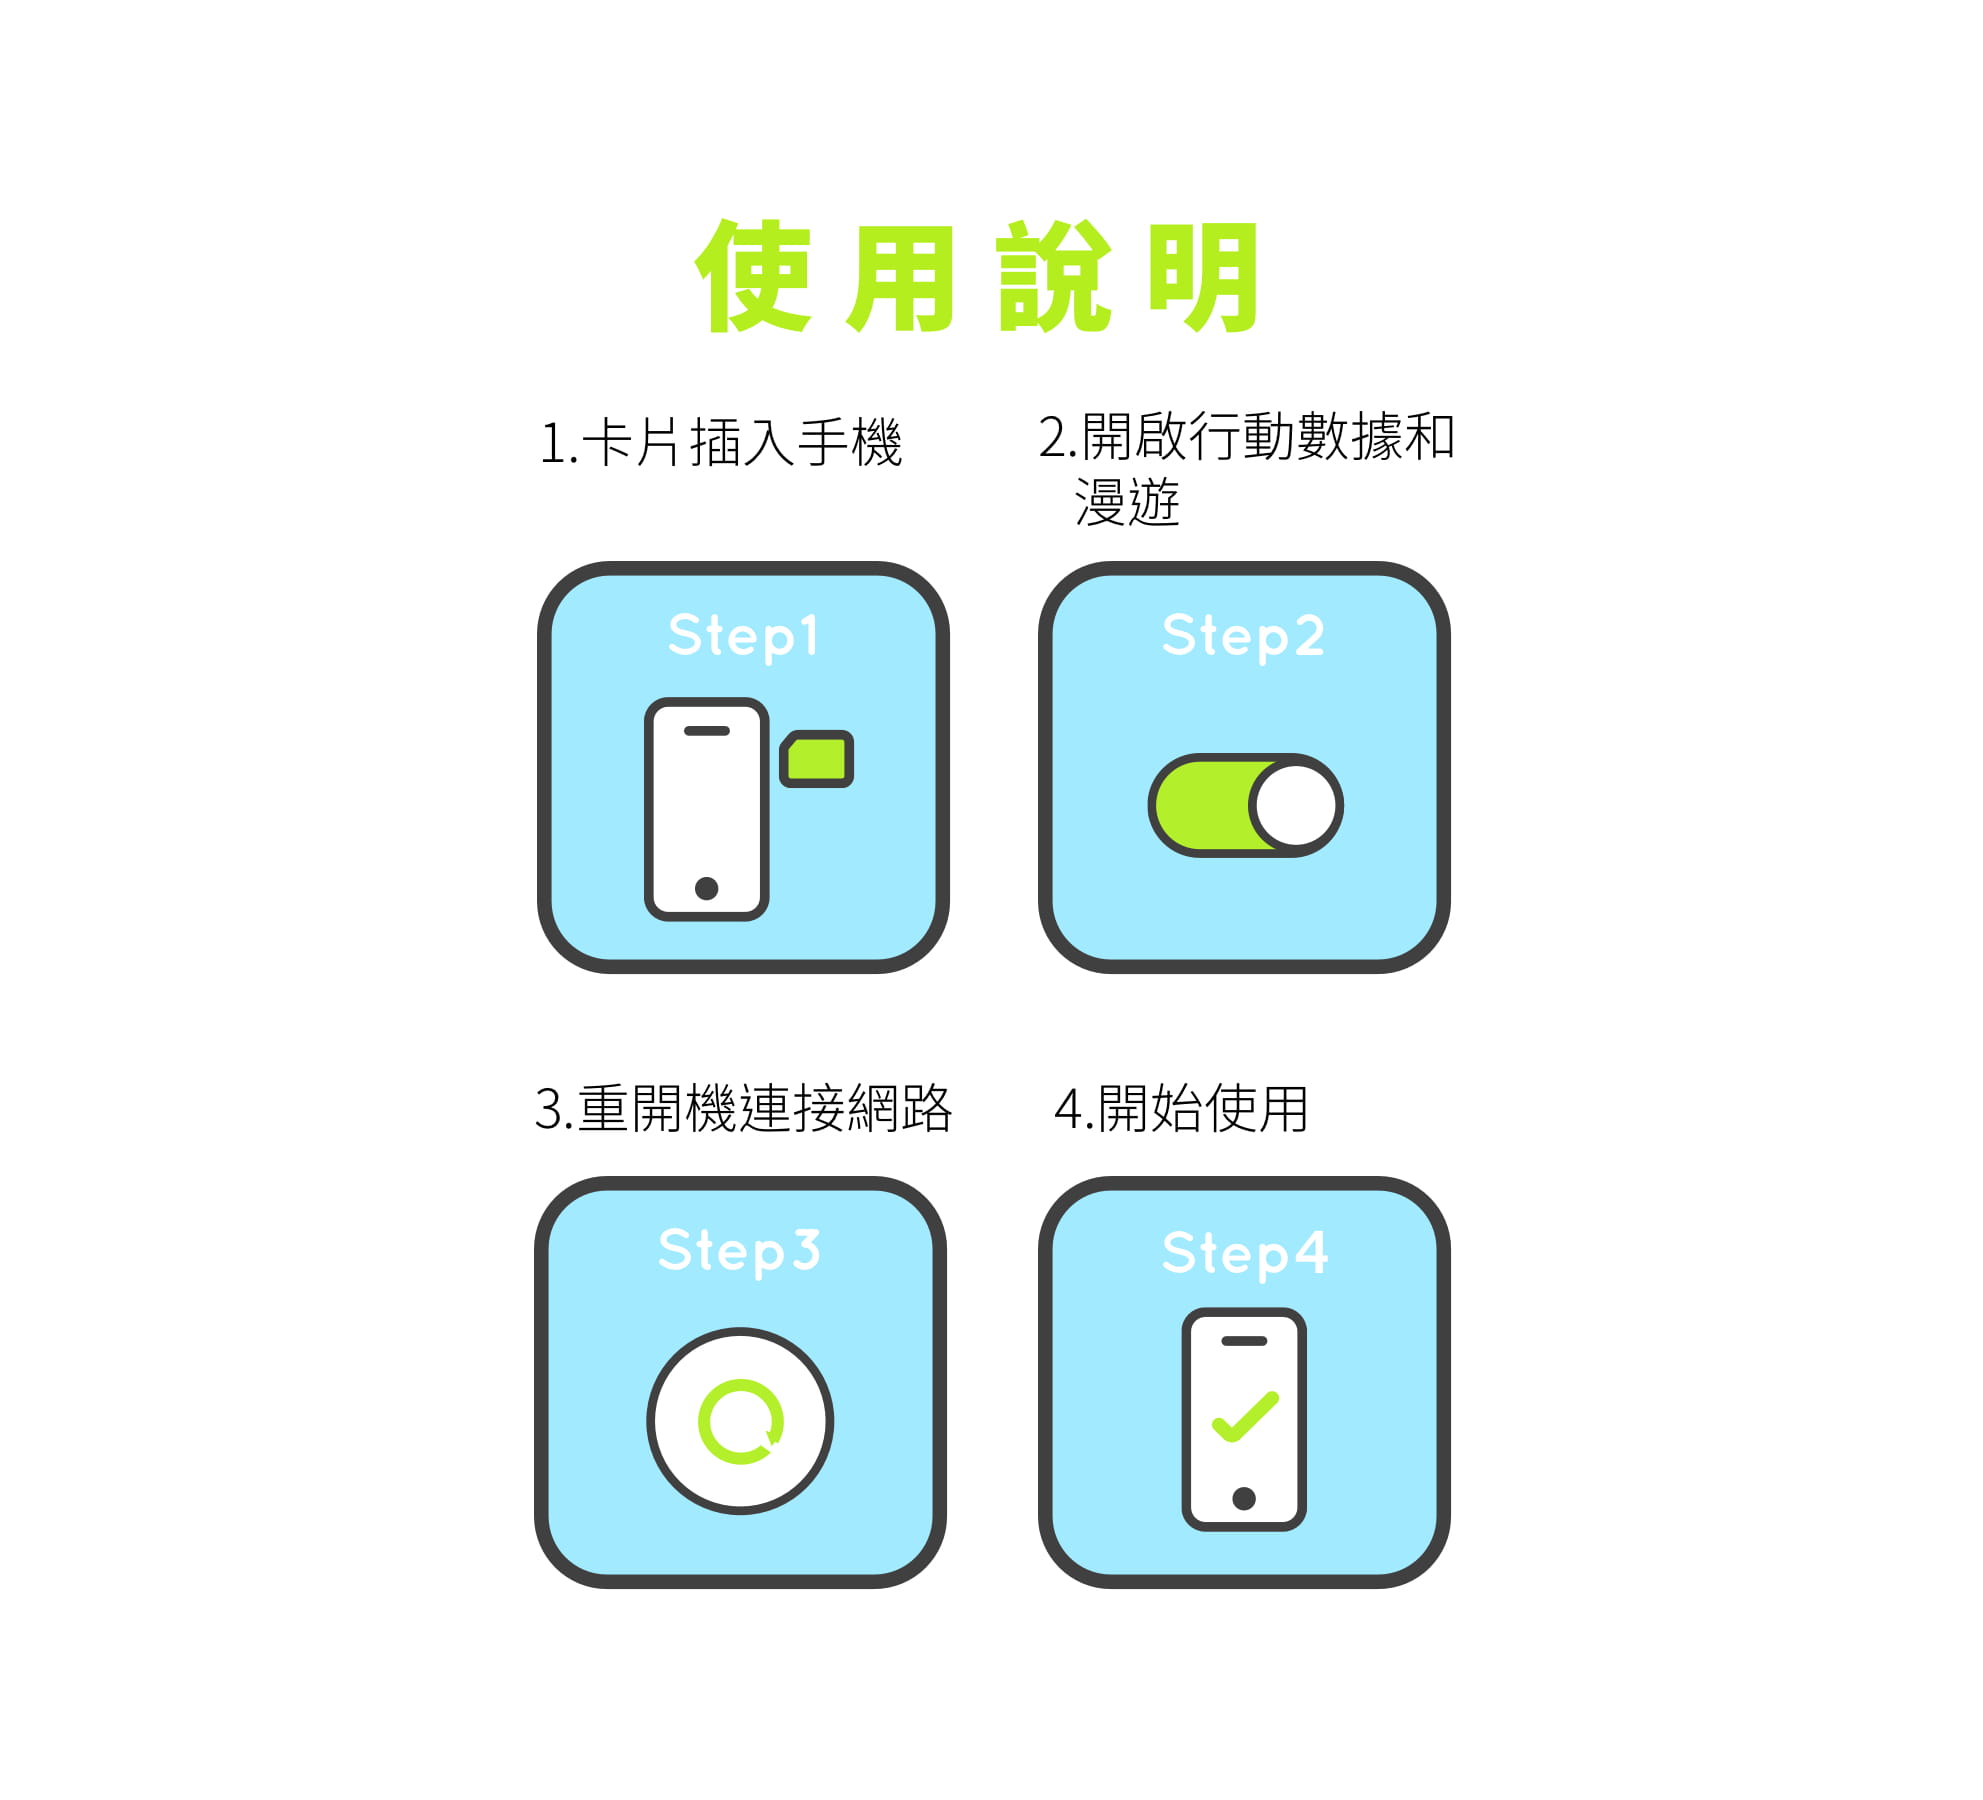 使用說明
1.卡片插入手機
2.開啟行動數據和
漫遊
Step1
Step2
3.重開機連接網路
4.開始使用
Step3
Step4